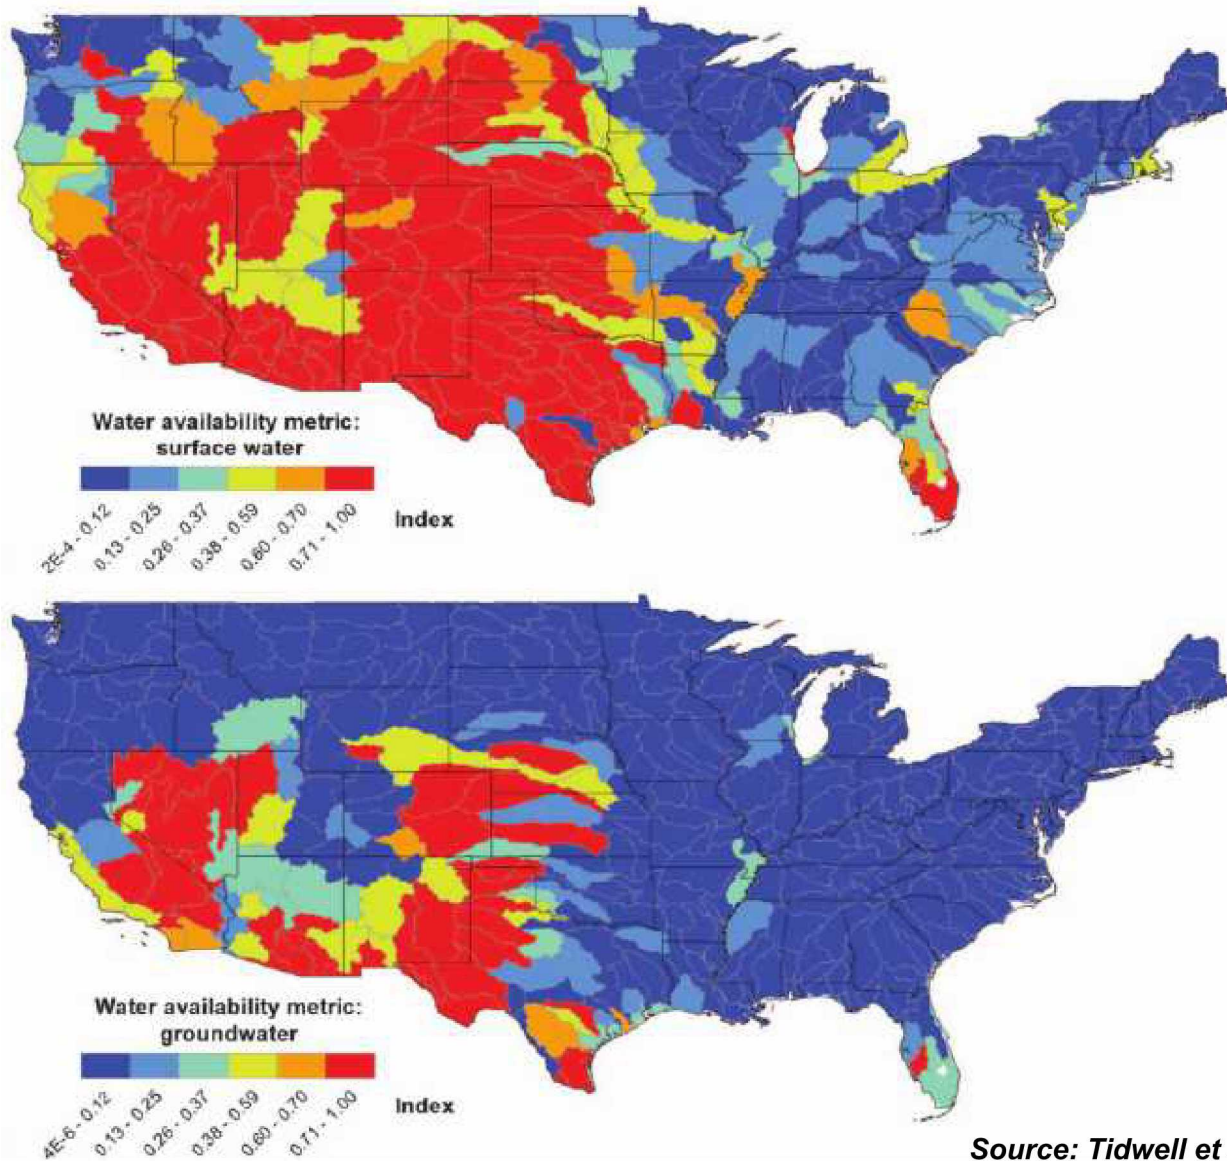 Water availability metric:
surface water
Index
2E-4 - 0.12
0.13 - 0.25
0.26 - 0.37
0.38 - 0.59
0.60 - 0.70
0.71 - 1.00
Water availability metric:
groundwater
Index
4E-6 - 0.12
0.13 - 0.25
0.26 - 0.37
0.38 - 0.59
0.60 - 0.70
0.71 - 1.00
Source: Tidwell et